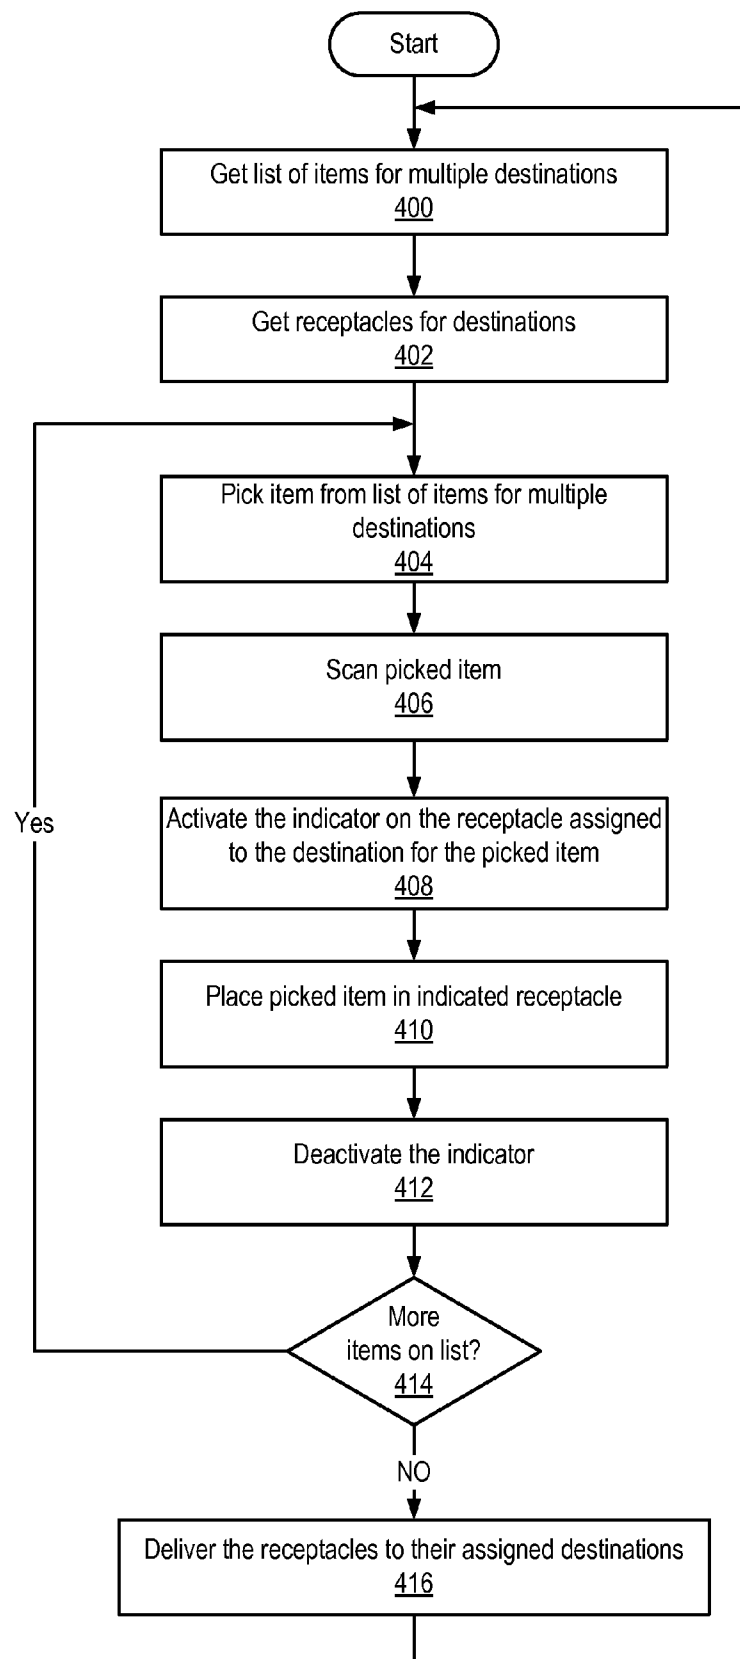 Start
Get list of items for multiple destinations
400
Get receptacles for destinations
402
Pick item from list of items for multiple
destinations
404
Scan picked item
406
Yes
Activate the indicator on the receptacle assigned
to the destination for the picked item
408
Place picked item in indicated receptacle
410
Deactivate the indicator
412
More
items on list?
414
NO
Deliver the receptacles to their assigned destinations
416